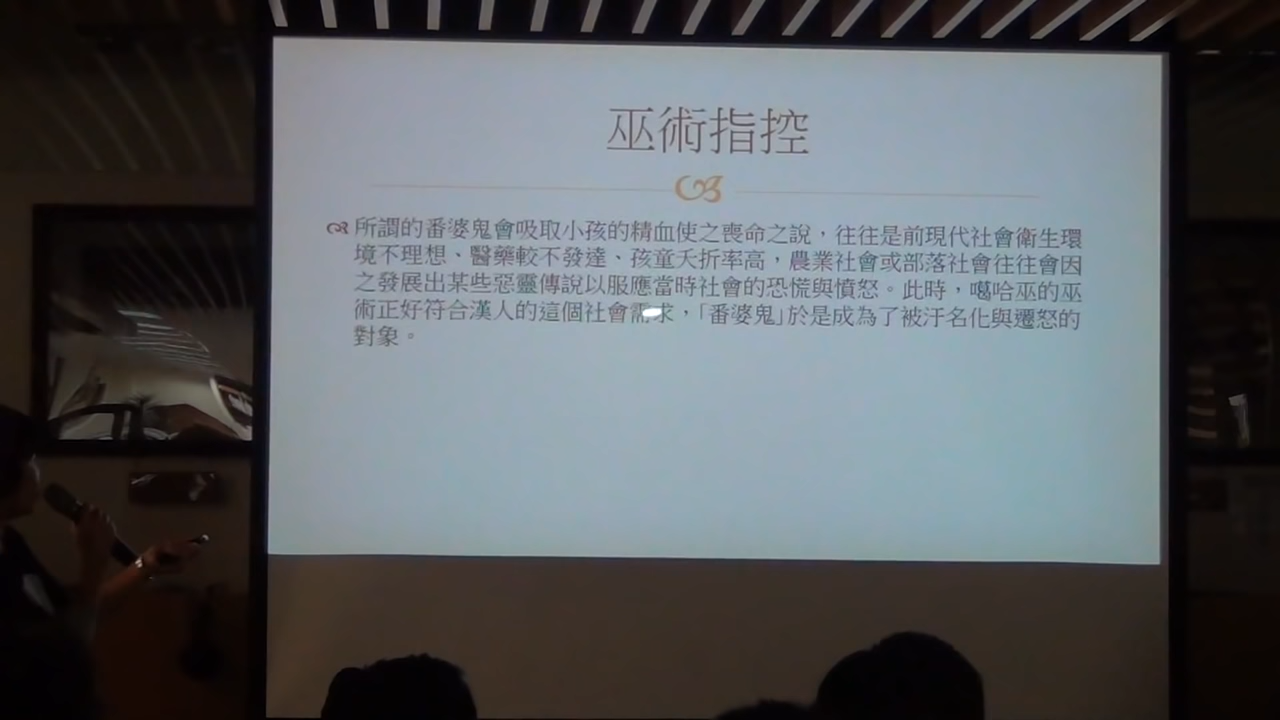 巫術指控
所謂的番婆鬼會吸取小孩的精血使之喪命之說，往往是前現代社會衛生環
境不理想、醫藥較不發達、孩童夭折率高，農業社會或部落社會往往會因
之發展出某些惡靈傳說以服應當時社會的恐慌與憤怒。此時，噶哈巫的巫
術正好符合漢人的這個社會需求，「番婆鬼」於是成為了被汙名化與遷怒的
對象。